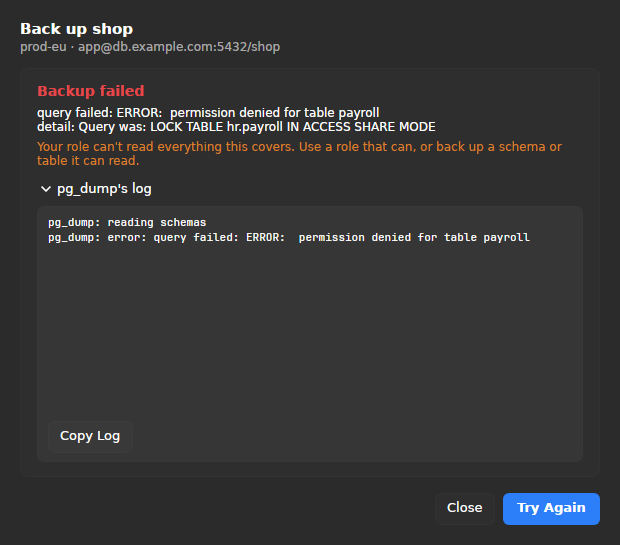 Back up shop
prod-eu · app@db.example.com:5432/shop
Backup failed
query failed: ERROR:  permission denied for table payroll
detail: Query was: LOCK TABLE hr.payroll IN ACCESS SHARE MODE
Your role can't read everything this covers. Use a role that can, or back up a schema or
table it can read.
pg_dump's log
pg_dump: reading schemas
pg_dump: error: query failed: ERROR:  permission denied for table payroll
Copy Log
Close
Try Again